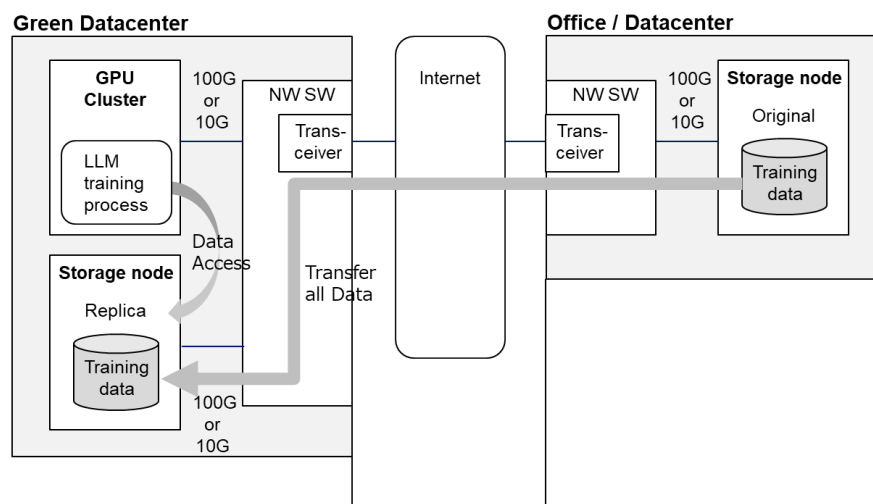 Green Datacenter
GPU
Cluster
LLM
training
process
100G
or
10G
NW SW
Trans-
ceiver
Data
Access
Storage node
Replica
Training
data
100G
or
10G
Transfer
all Data
Internet
Office / Datacenter
NW SW
Trans-
ceiver
100G
or
10G
Storage node
Original
Training
data